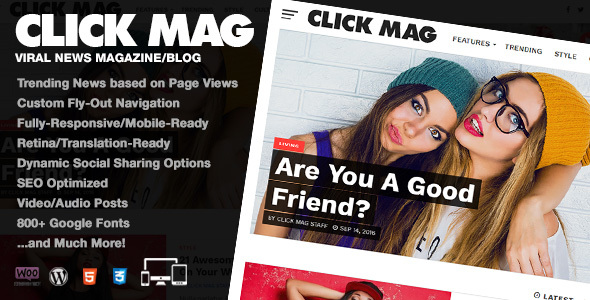 CLICK MAG
VIRAL NEWS MAGAZINE/BLOG
Trending News based on Page Views
Custom Fly-Out Navigation
Fully-Responsive/Mobile-Ready
Retina/Translation-Ready
Dynamic Social Sharing Options
SEO Optimized
Video/Audio Posts
800+ Google Fonts
...and Much More!
WOO
CLICK MAG
FEATURES
TRENDING
STYLE
LIVING
Are You A Good
Friend?
BY CLICK MAG STAFF SEP 14, 2016
LATEST